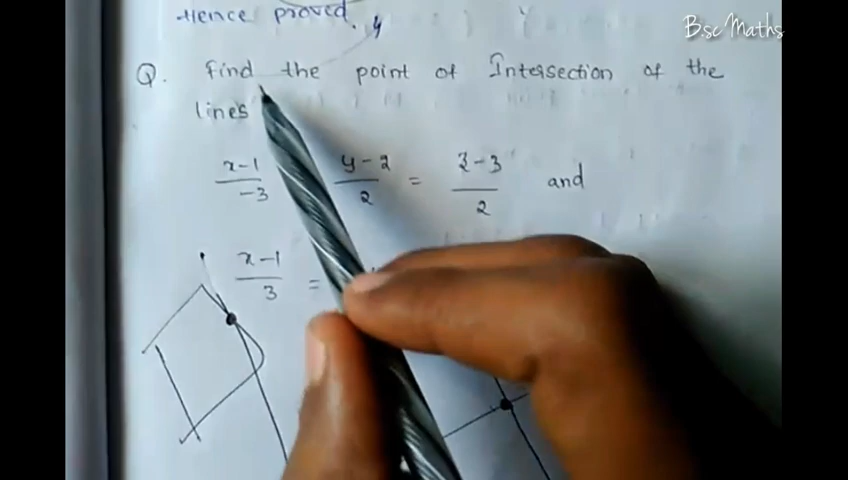 Hence proved.
B.sc Maths
Q. Find the point of Intersection of the
lines
x-1/-3 y-2/2 = z-3/2 and
x-1/3 =